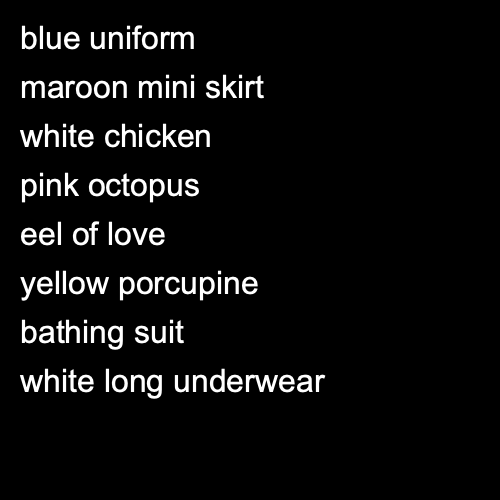 blue uniform
maroon mini skirt
white chicken
pink octopus
eel of love
yellow porcupine
bathing suit
white long underwear